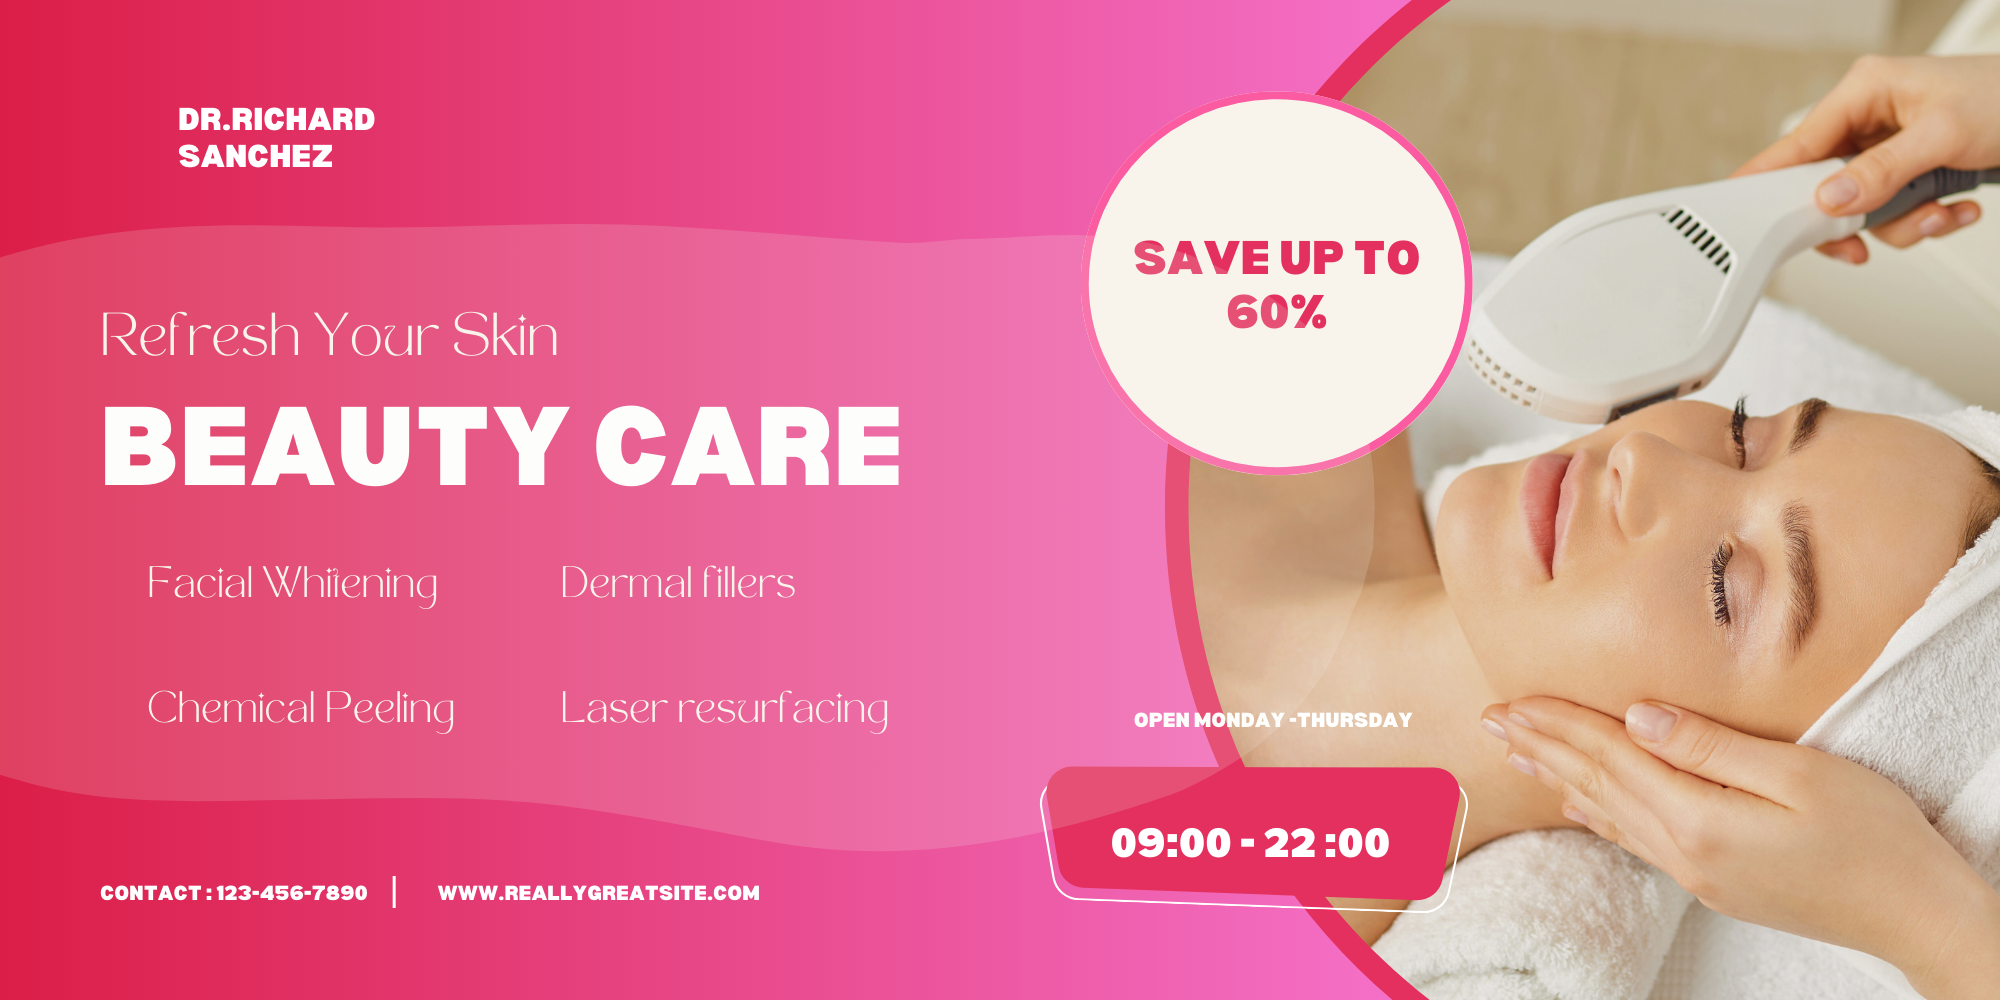 DR.RICHARD
SANCHEZ
SAVE UP TO
60%
Refresh Your Skin
BEAUTY CARE
Facial Whitening
Dermal fillers
Chemical Peeling
Laser resurfacing
OPEN MONDAY -THURSDAY
09:00 - 22 :00
CONTACT : 123-456-7890
WWW.REALLYGREATSITE.COM